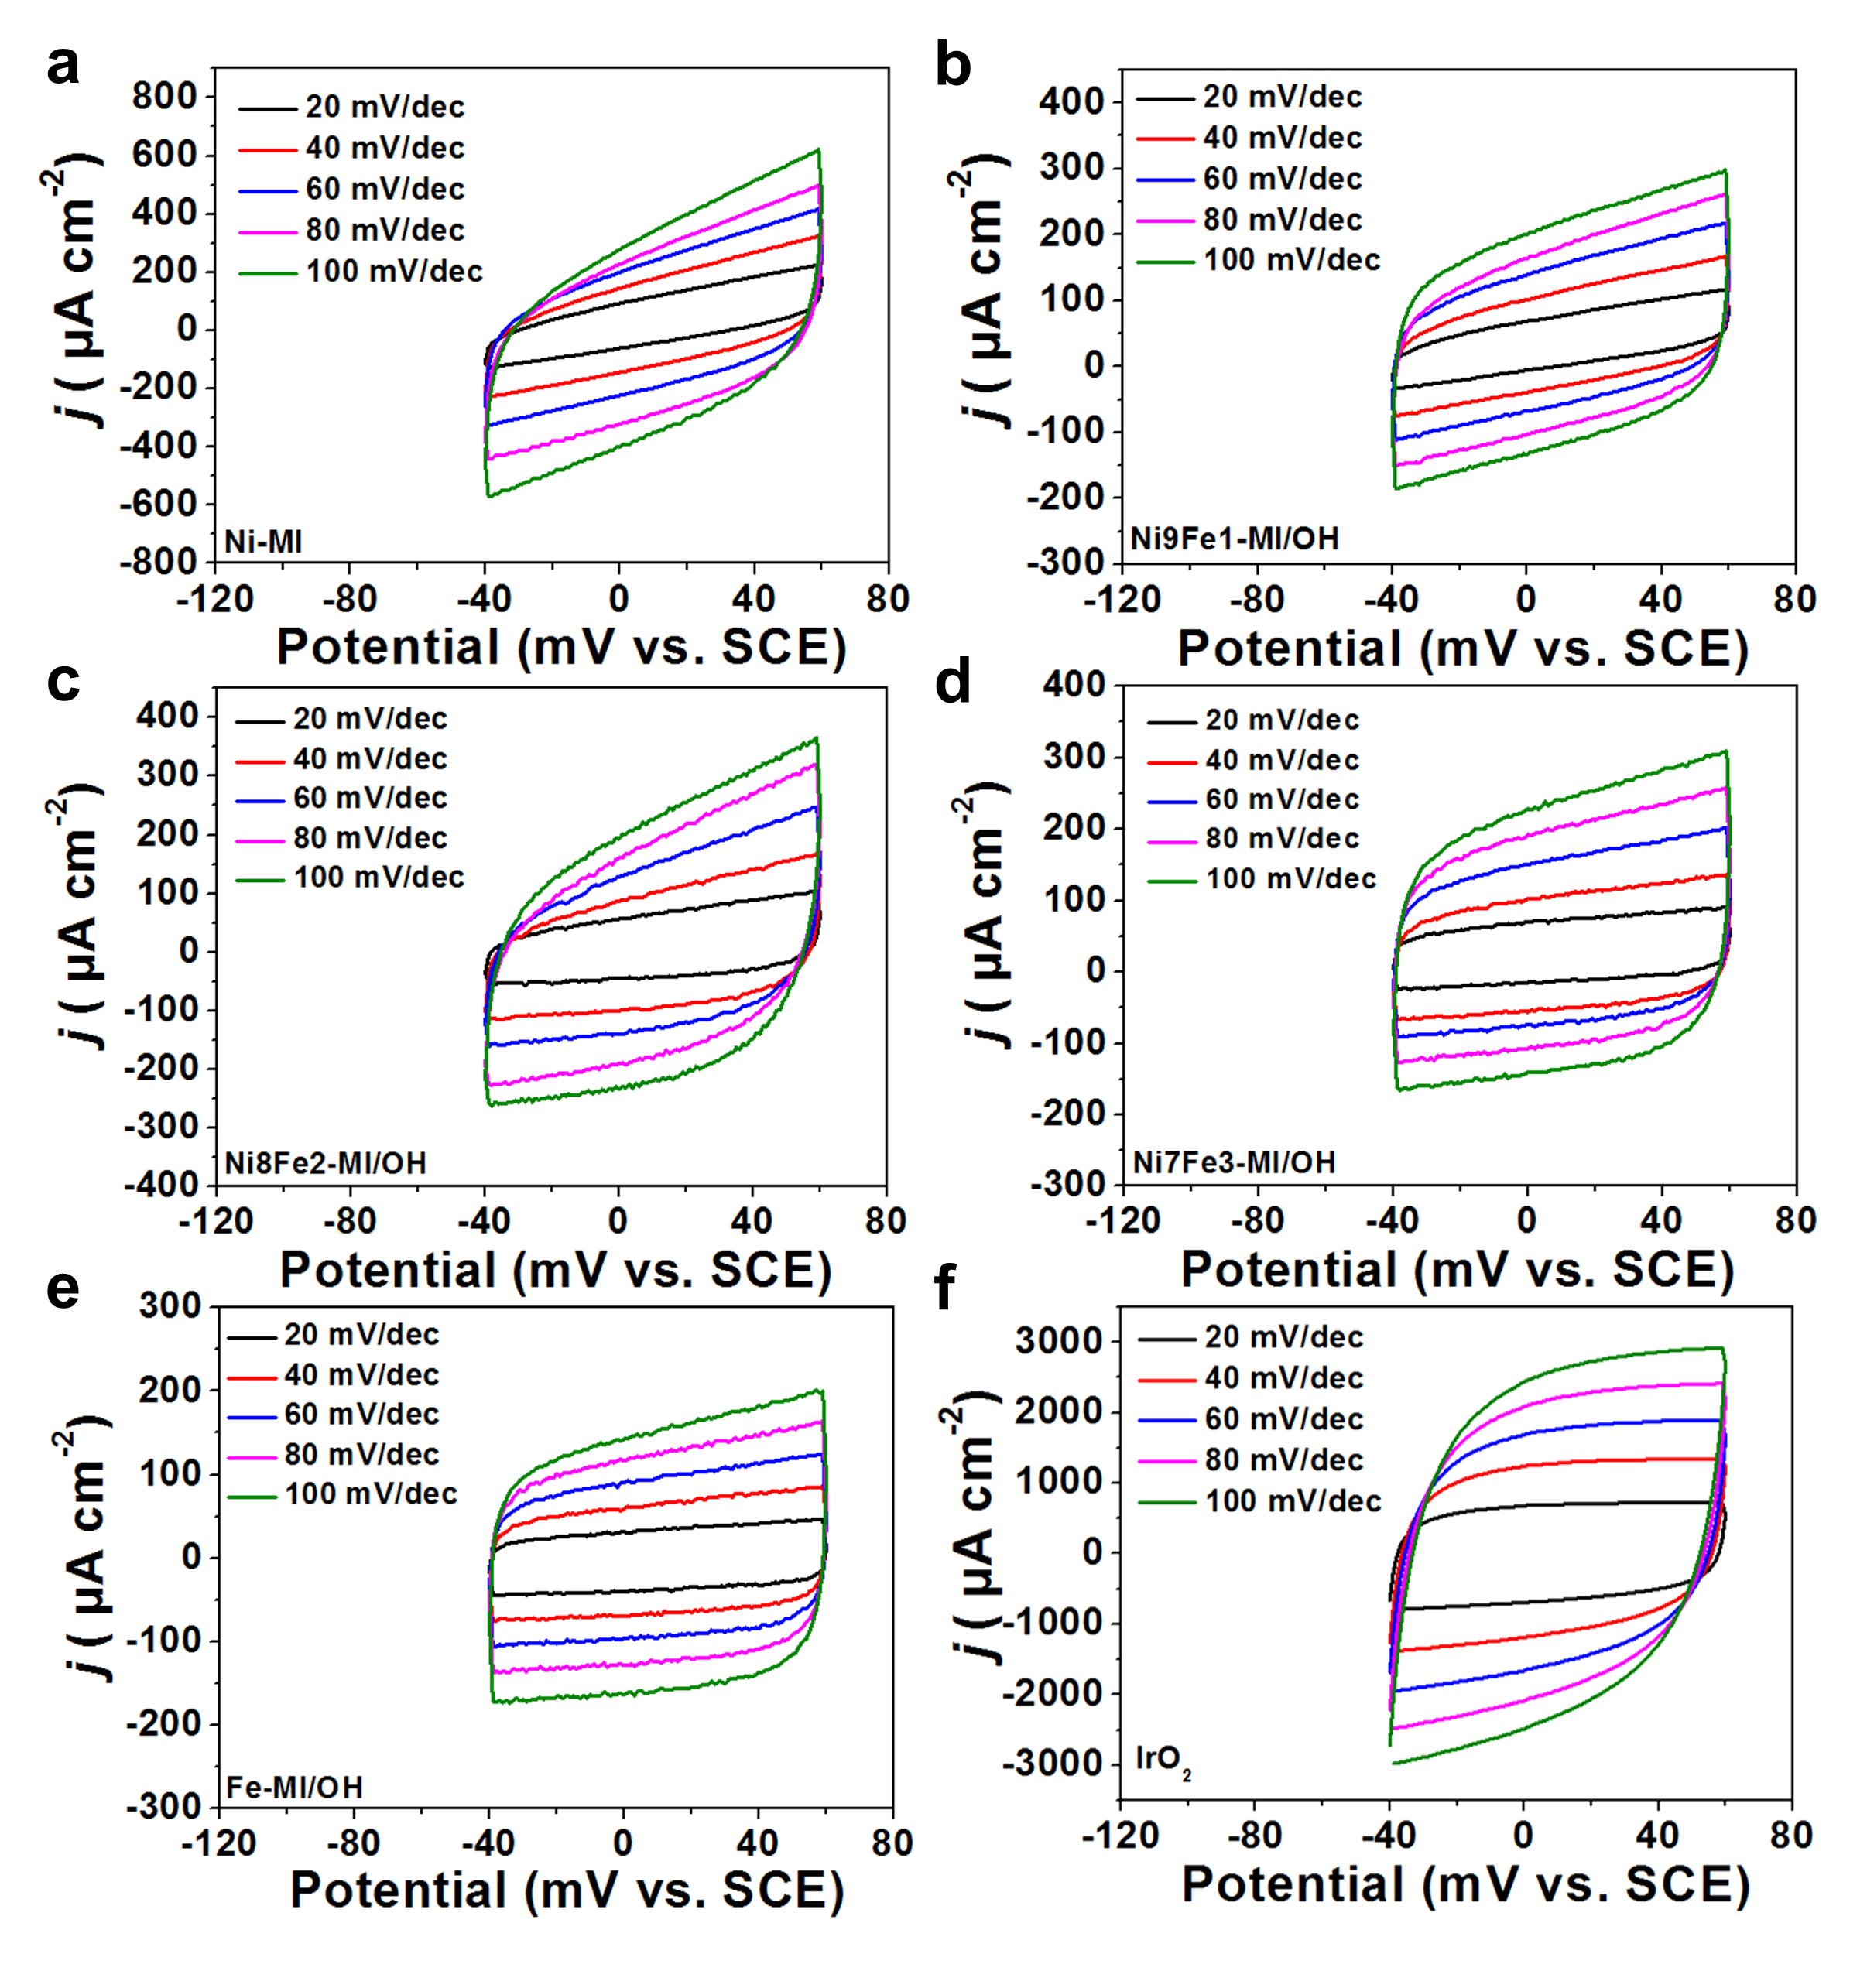 a
800
600
400
200
0
-200
-400
-600
-800
j ( µA cm-2)
20 mV/dec
40 mV/dec
60 mV/dec
80 mV/dec
100 mV/dec
Ni-MI
-120 -80 -40 0 40 80
Potential (mV vs. SCE)
b
400
300
200
100
0
-100
-200
-300
j ( µA cm-2)
20 mV/dec
40 mV/dec
60 mV/dec
80 mV/dec
100 mV/dec
Ni9Fe1-MI/OH
-120 -80 -40 0 40 80
Potential (mV vs. SCE)
c
400
300
200
100
0
-100
-200
-300
-400
j ( µA cm-2)
20 mV/dec
40 mV/dec
60 mV/dec
80 mV/dec
100 mV/dec
Ni8Fe2-MI/OH
-120 -80 -40 0 40 80
Potential (mV vs. SCE)
d
400
300
200
100
0
-100
-200
-300
j ( µA cm-2)
20 mV/dec
40 mV/dec
60 mV/dec
80 mV/dec
100 mV/dec
Ni7Fe3-MI/OH
-120 -80 -40 0 40 80
Potential (mV vs. SCE)
e
300
200
100
0
-100
-200
-300
j ( µA cm-2)
20 mV/dec
40 mV/dec
60 mV/dec
80 mV/dec
100 mV/dec
Fe-MI/OH
-120 -80 -40 0 40 80
Potential (mV vs. SCE)
f
3000
2000
1000
0
-1000
-2000
-3000
j ( µA cm-2)
20 mV/dec
40 mV/dec
60 mV/dec
80 mV/dec
100 mV/dec
IrO2
-120 -80 -40 0 40 80
Potential (mV vs. SCE)